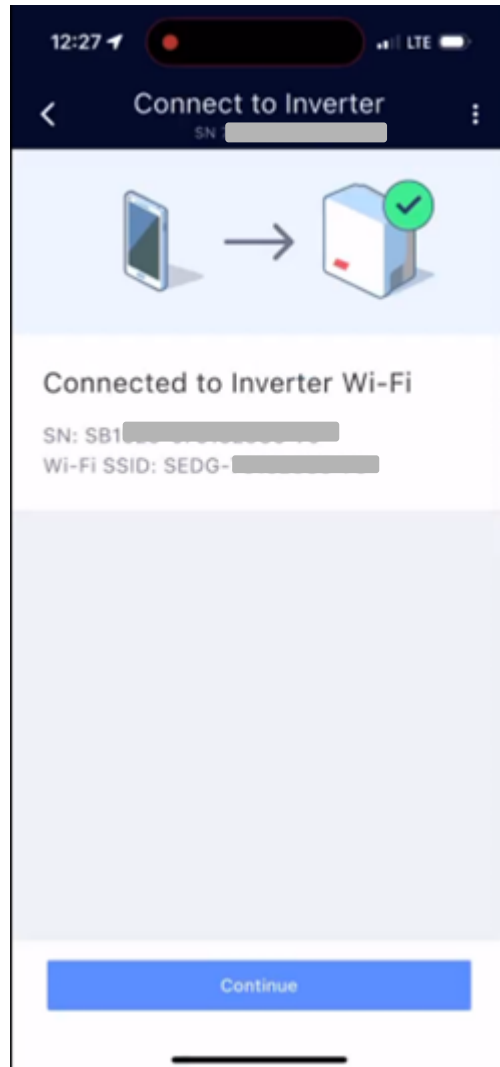 12:27
LTE
Connect to Inverter
SN
Connected to Inverter Wi-Fi
SN: SB1
Wi-Fi SSID: SEDG-
Continue